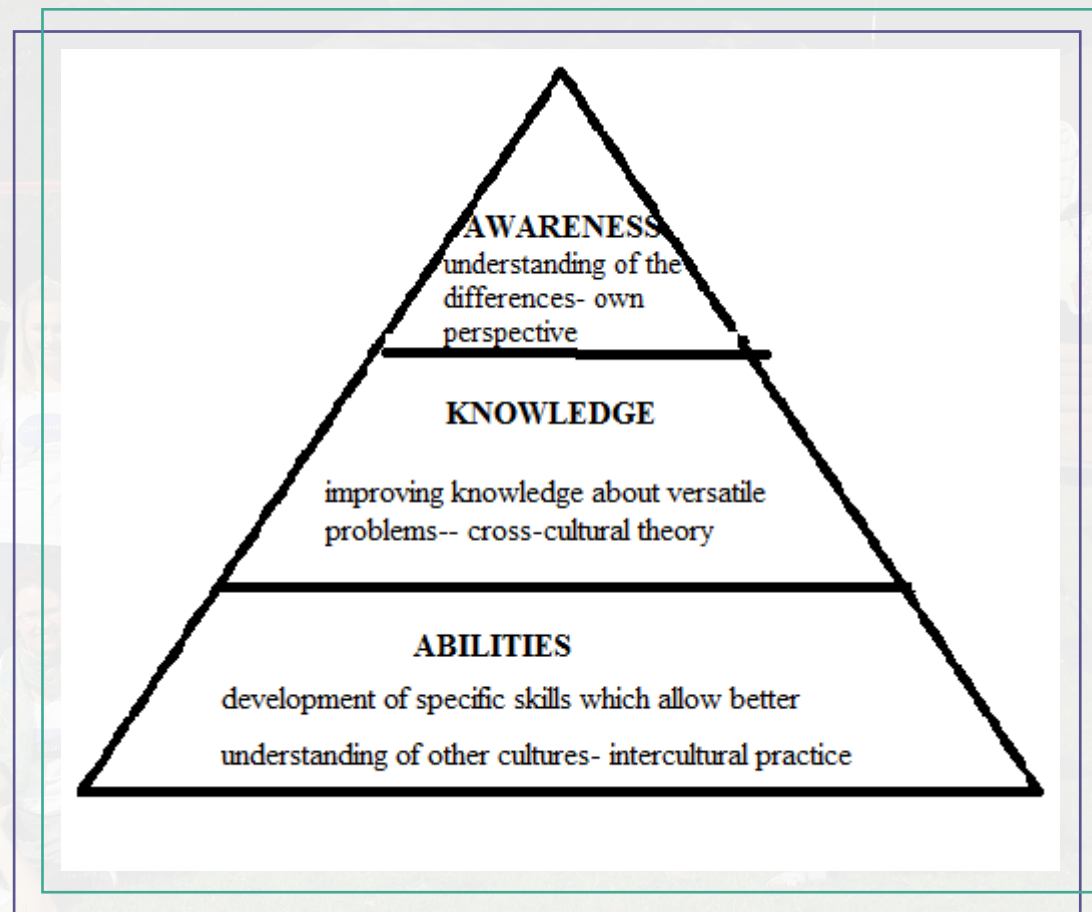 AWARENESS
understanding of the
differences- own
perspective
KNOWLEDGE
improving knowledge about versatile
problems-- cross-cultural theory
ABILITIES
development of specific skills which allow better
understanding of other cultures- intercultural practice